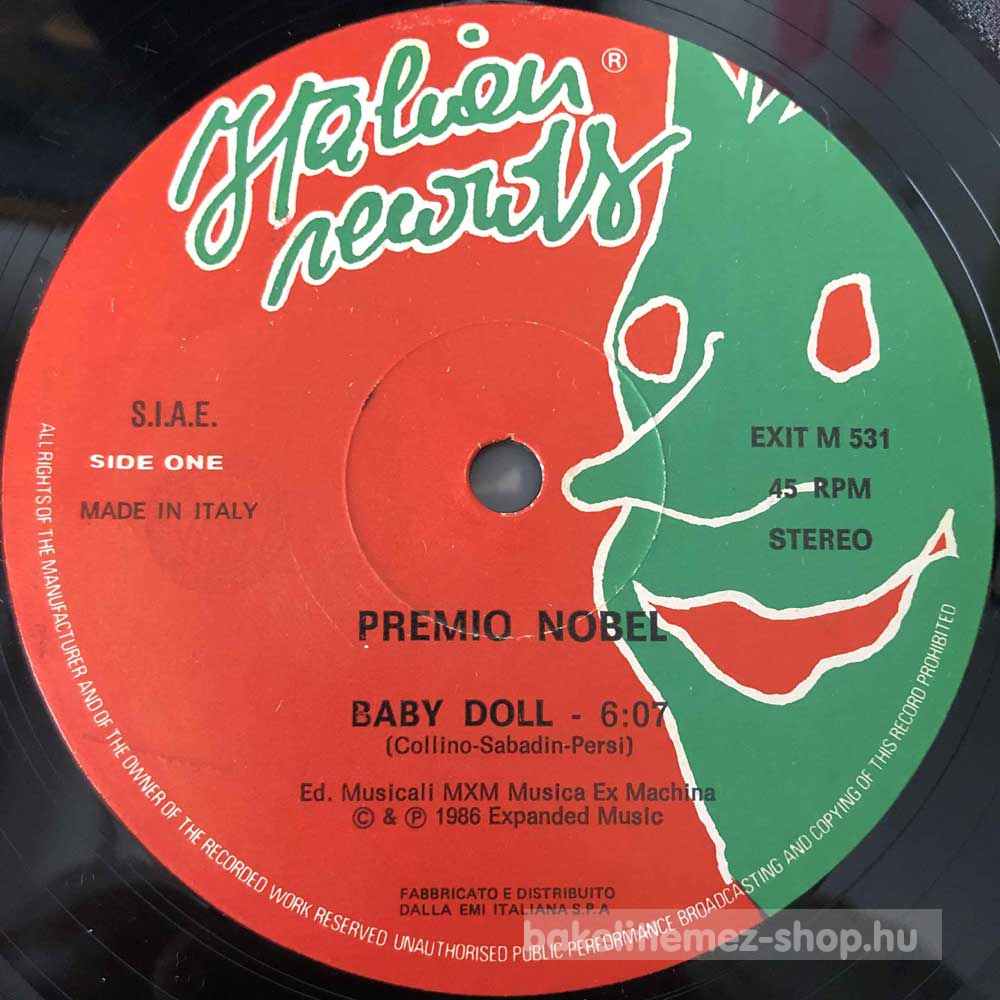 Italian ®
records
S.I.A.E.
SIDE ONE
MADE IN ITALY
EXIT M 531
45 RPM
STEREO
PREMIO NOBEL
BABY DOLL - 6:07
(Collino-Sabadin-Persi)
Ed. Musicali MXM Musica Ex Machina
© & ℗ 1986 Expanded Music
FABBRICATO E DISTRIBUITO
DALLA EMI ITALIANA S.P.A
ALL RIGHTS OF THE MANUFACTURER AND OF THE OWNER OF THE RECORDED WORK RESERVED UNAUTHORISED PUBLIC PERFORMANCE BROADCASTING AND COPYING OF THIS RECORD PROHIBITED
bakelitlemez-shop.hu